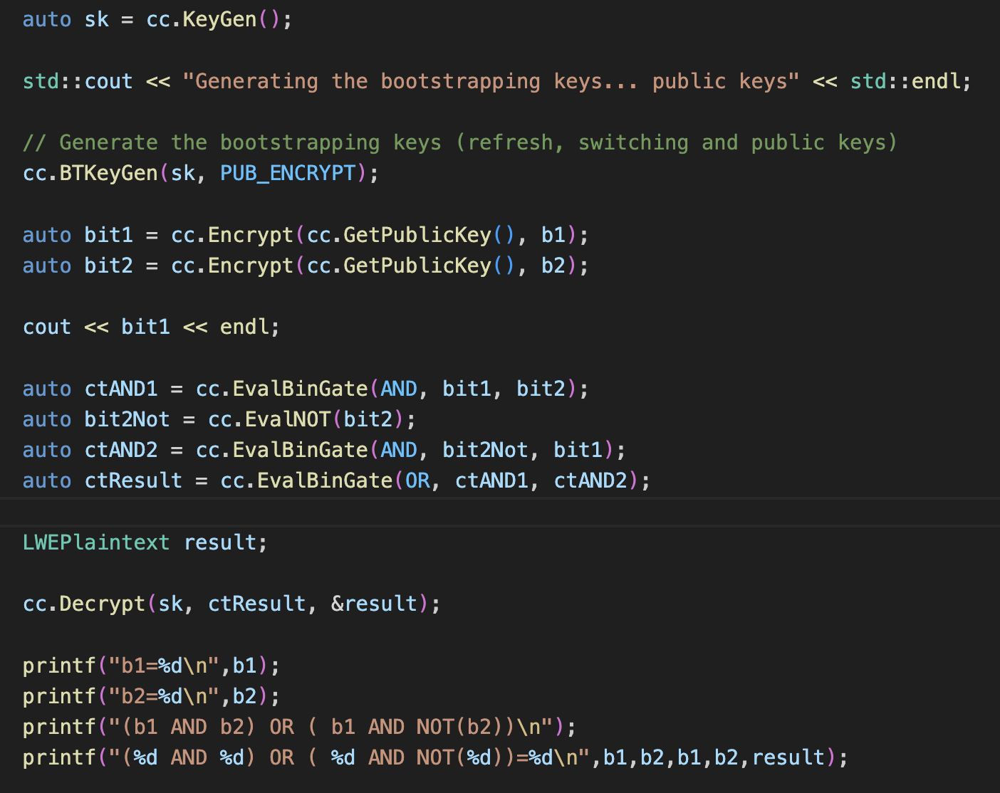 auto sk = cc.KeyGen();
std::cout << "Generating the bootstrapping keys... public keys" << std::endl;
// Generate the bootstrapping keys (refresh, switching and public keys)
cc.BTKeyGen(sk, PUB_ENCRYPT);
auto bit1 = cc.Encrypt(cc.GetPublicKey(), b1);
auto bit2 = cc.Encrypt(cc.GetPublicKey(), b2);
cout << bit1 << endl;
auto ctAND1 = cc.EvalBinGate(AND, bit1, bit2);
auto bit2Not = cc.EvalNOT(bit2);
auto ctAND2 = cc.EvalBinGate(AND, bit2Not, bit1);
auto ctResult = cc.EvalBinGate(OR, ctAND1, ctAND2);
LWEPlaintext result;
cc.Decrypt(sk, ctResult, &result);
printf("b1=%d\n",b1);
printf("b2=%d\n",b2);
printf("(b1 AND b2) OR ( b1 AND NOT(b2))\n");
printf("(%d AND %d) OR ( %d AND NOT(%d))=%d\n",b1,b2,b1,b2,result);